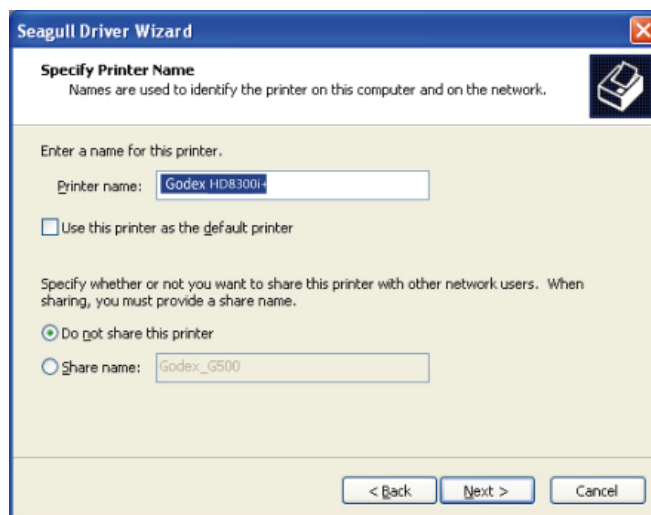 Seagull Driver Wizard
Specify Printer Name
Names are used to identify the printer on this computer and on the network.
Enter a name for this printer.
Printer name: Godex HD8300i+
Use this printer as the default printer
Specify whether or not you want to share this printer with other network users. When
sharing, you must provide a share name.
Do not share this printer
Share name: Godex_G500
< Back Next > Cancel